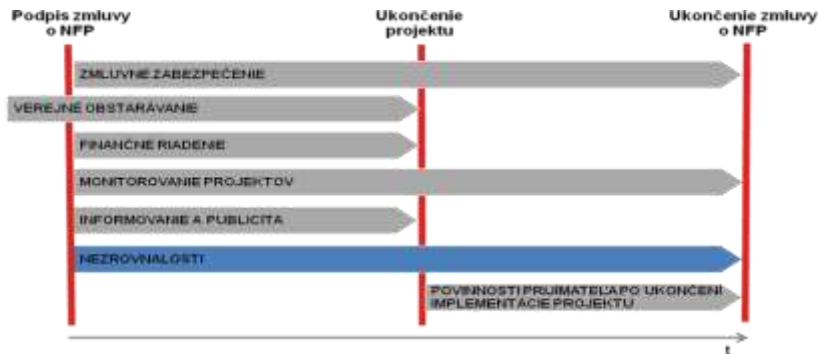 Podpis zmluvy
o NFP
Ukončenie
projektu
Ukončenie zmluvy
o NFP
ZMLUVNÉ ZABEZPEČENIE
VEREJNÉ OBSTARÁVANIE
FINANČNÉ RIADENIE
MONITOROVANIE PROJEKTOV
INFORMOVANIE A PUBLICITA
NEZROVNALOSTI
POVINNOSTI PRIJÍMATEĽA PO UKONČENÍ
IMPLEMENTÁCIE PROJEKTU
t